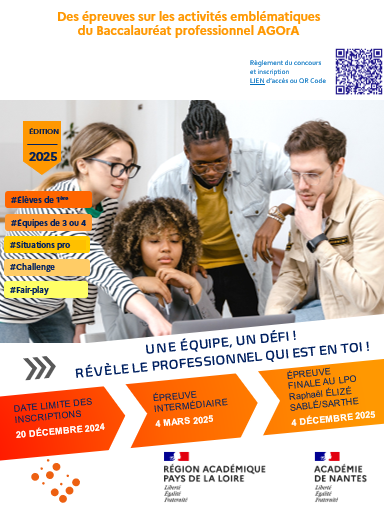 Des épreuves sur les activités emblématiques
du Baccalauréat professionnel AGOrA
Règlement du concours
et inscription
LIEN d'accès ou QR Code
ÉDITION
2025
#Élèves de 1ère
#Équipes de 3 ou 4
#Situations pro
#Challenge
#Fair-play
UNE ÉQUIPE, UN DÉFI !
RÉVÈLE LE PROFESSIONNEL QUI EST EN TOI !
DATE LIMITE DES
INSCRIPTIONS
20 DÉCEMBRE 2024
ÉPREUVE
INTERMÉDIAIRE
4 MARS 2025
ÉPREUVE
FINALE AU LPO
Raphaël ÉLIZÉ
SABLÉ/SARTHE
4 DÉCEMBRE 2025
RÉGION ACADÉMIQUE
PAYS DE LA LOIRE
Liberté
Égalité
Fraternité
ACADÉMIE
DE NANTES
Liberté
Égalité
Fraternité